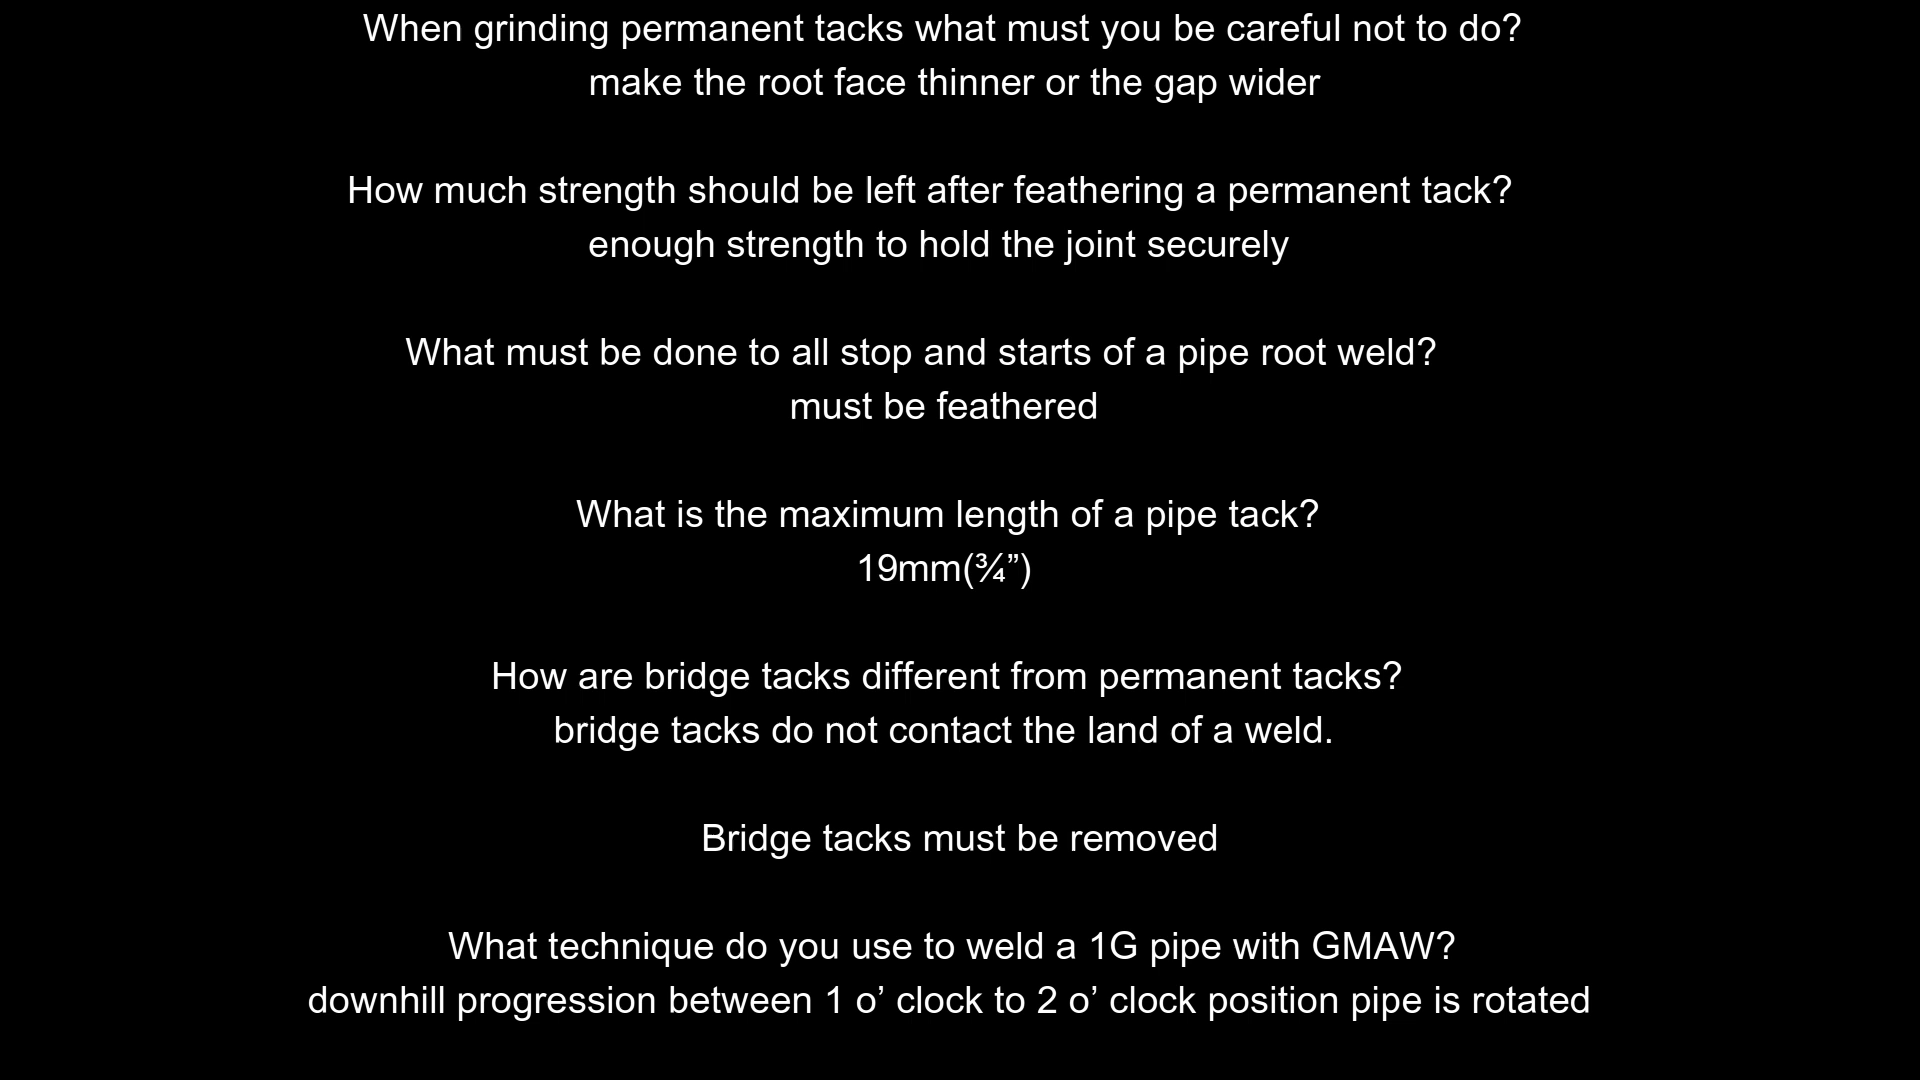 When grinding permanent tacks what must you be careful not to do?
make the root face thinner or the gap wider
How much strength should be left after feathering a permanent tack?
enough strength to hold the joint securely
What must be done to all stop and starts of a pipe root weld?
must be feathered
What is the maximum length of a pipe tack?
19mm(¾”)
How are bridge tacks different from permanent tacks?
bridge tacks do not contact the land of a weld.
Bridge tacks must be removed
What technique do you use to weld a 1G pipe with GMAW?
downhill progression between 1 o’ clock to 2 o’ clock position pipe is rotated